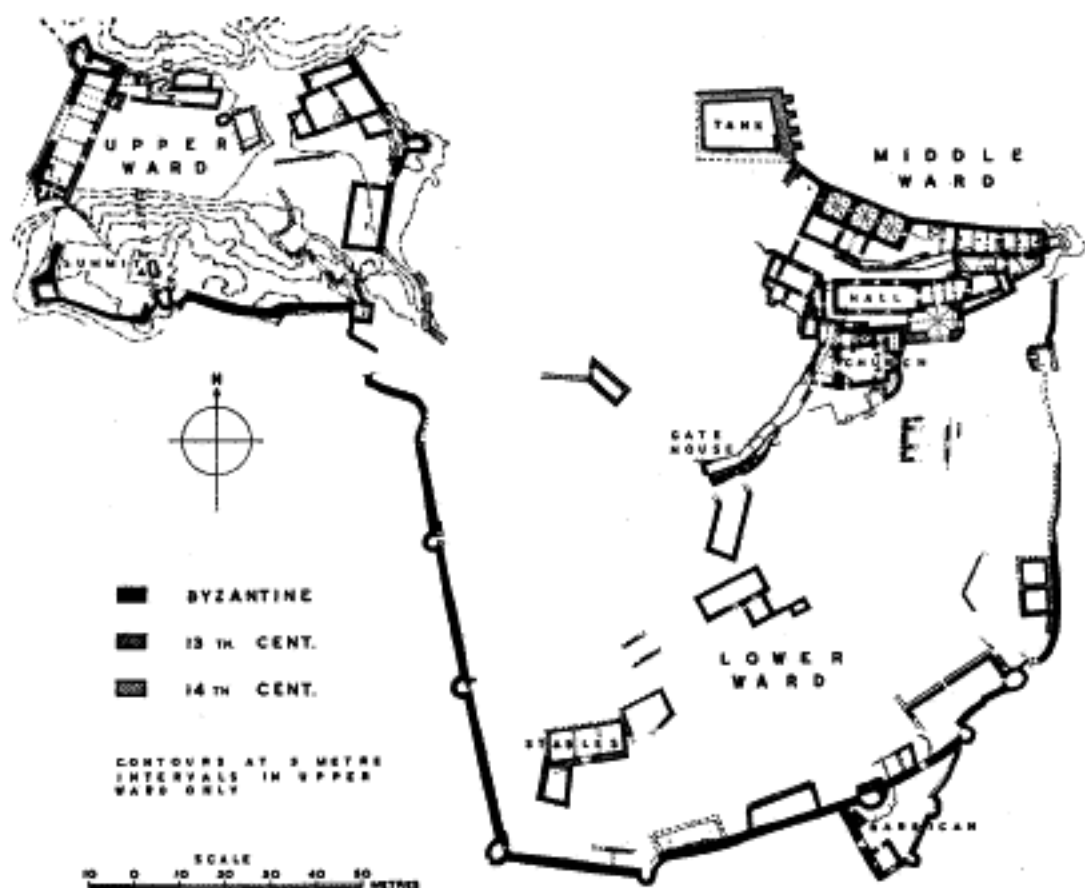 UPPER
WARD
SUMMIT
TANK
MIDDLE
WARD
HALL
CHURCH
GATE
HOUSE
N
BYZANTINE
13 TH. CENT.
14 TH CENT.
LOWER
WARD
STABLES
CONTOURS AT 5 METRE
INTERVALS IN UPPER
WARD ONLY
BARBICAN
SCALE
10 0 10 20 30 40 50
METRES